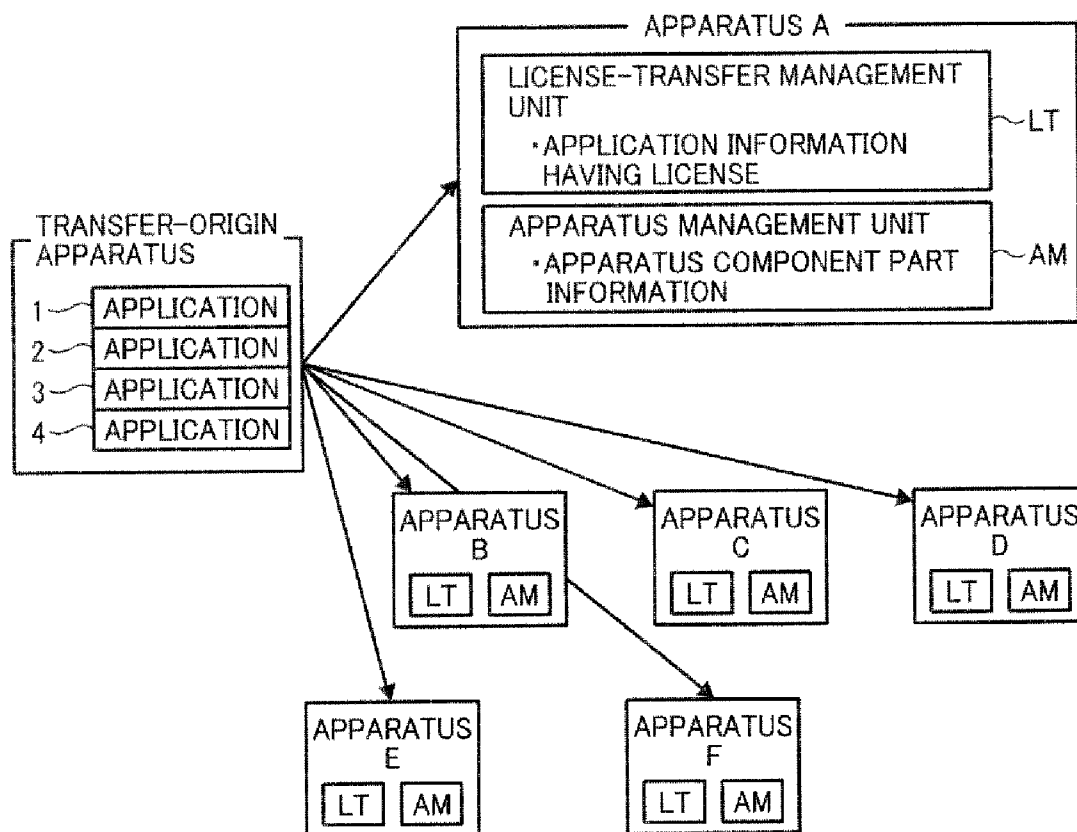 APPARATUS A
LICENSE-TRANSFER MANAGEMENT
UNIT
・APPLICATION INFORMATION
HAVING LICENSE
LT
APPARATUS MANAGEMENT UNIT
・APPARATUS COMPONENT PART
INFORMATION
AM
TRANSFER-ORIGIN
APPARATUS
1 APPLICATION
2 APPLICATION
3 APPLICATION
4 APPLICATION
APPARATUS
B
LT AM
APPARATUS
C
LT AM
APPARATUS
D
LT AM
APPARATUS
E
LT AM
APPARATUS
F
LT AM